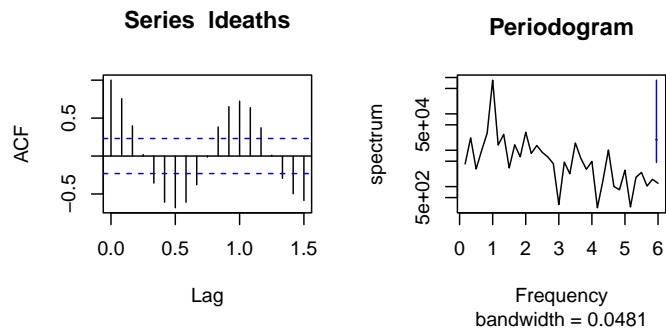 Series ldeaths
ACF
0.5
−0.5
0.0
0.5
1.0
1.5
Lag
Periodogram
spectrum
5e+04
5e+02
0
1
2
3
4
5
6
Frequency
bandwidth = 0.0481